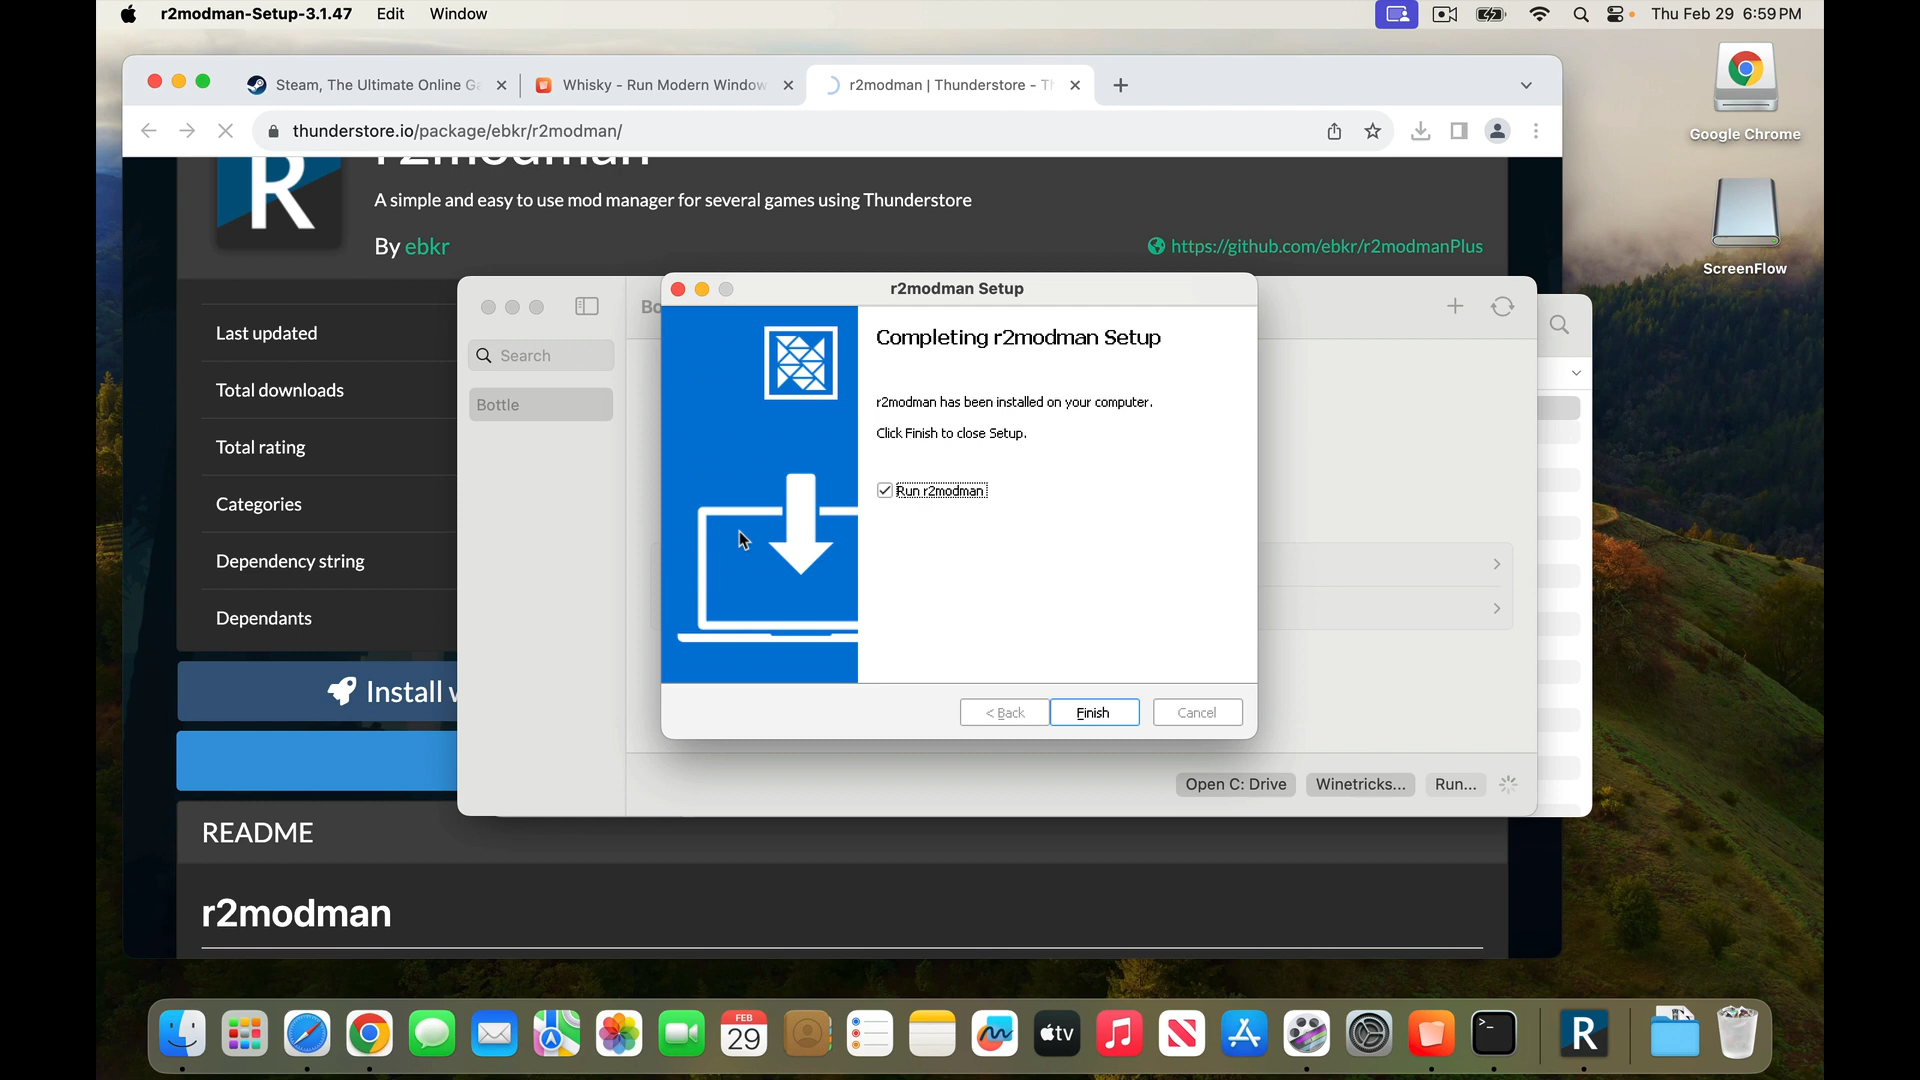 r2modman-Setup-3.1.47 Edit Window
Thu Feb 29 6:59 PM
Steam, The Ultimate Online Ga
Whisky - Run Modern Window
r2modman | Thunderstore - Th
thunderstore.io/package/ebkr/r2modman/
Google Chrome
ScreenFlow
R
r2modman
A simple and easy to use mod manager for several games using Thunderstore
By ebkr
https://github.com/ebkr/r2modmanPlus
Last updated
Total downloads
Total rating
Categories
Dependency string
Dependants
Install
README
r2modman
Search
Bottle
Bo
r2modman Setup
Completing r2modman Setup
r2modman has been installed on your computer.
Click Finish to close Setup.
Run r2modman
< Back
Finish
Cancel
Open C: Drive
Winetricks...
Run...
FEB
29
tv
R